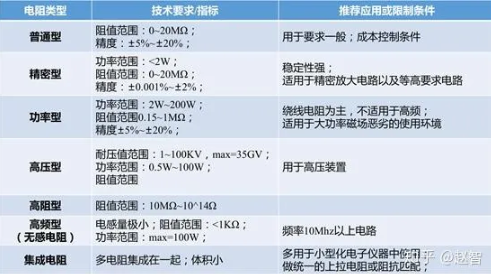 电阻类型 技术要求/指标 推荐应用或限制条件
普通型
阻值范围：0~20MΩ；
精度：±5%~±20%；
用于要求一般；成本控制条件
精密型
功率范围：<2W；
阻值范围：0~20MΩ；
精度：±0.001%~±2%；
稳定性强；
适用于精密放大电路以及等高要求电路
功率型
功率范围：2W~200W；
阻值范围0.15~1MΩ；
精度±5%~±20%；
绕线电阻为主，不适用于高频；
适用于大功率磁场恶劣的使用环境
高压型
耐压值范围：1~100KV，max=35GV；
功率范围：0.5W~100W；
阻值范围
用于高压装置
高阻型 阻值范围：10MΩ~10^14Ω
高频型
（无感电阻）
电感量极小；阻值范围：<1KΩ；
功率范围：max=100W；
频率10Mhz以上电路
集成电阻 多电阻集成在一起；体积小
多用于小型化电子仪器中使用，
做统一的上拉电阻或阻抗匹配；
知乎 @赵智